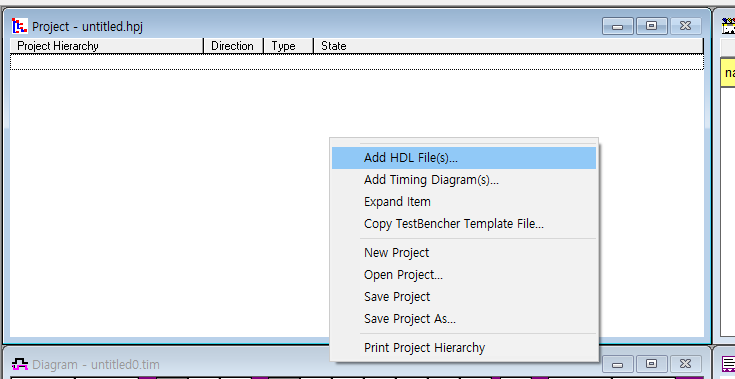 Project - untitled.hpj
Project Hierarchy Direction Type State
na
Add HDL File(s)...
Add Timing Diagram(s)...
Expand Item
Copy TestBencher Template File...
New Project
Open Project...
Save Project
Save Project As...
Print Project Hierarchy
Diagram - untitled0.tim